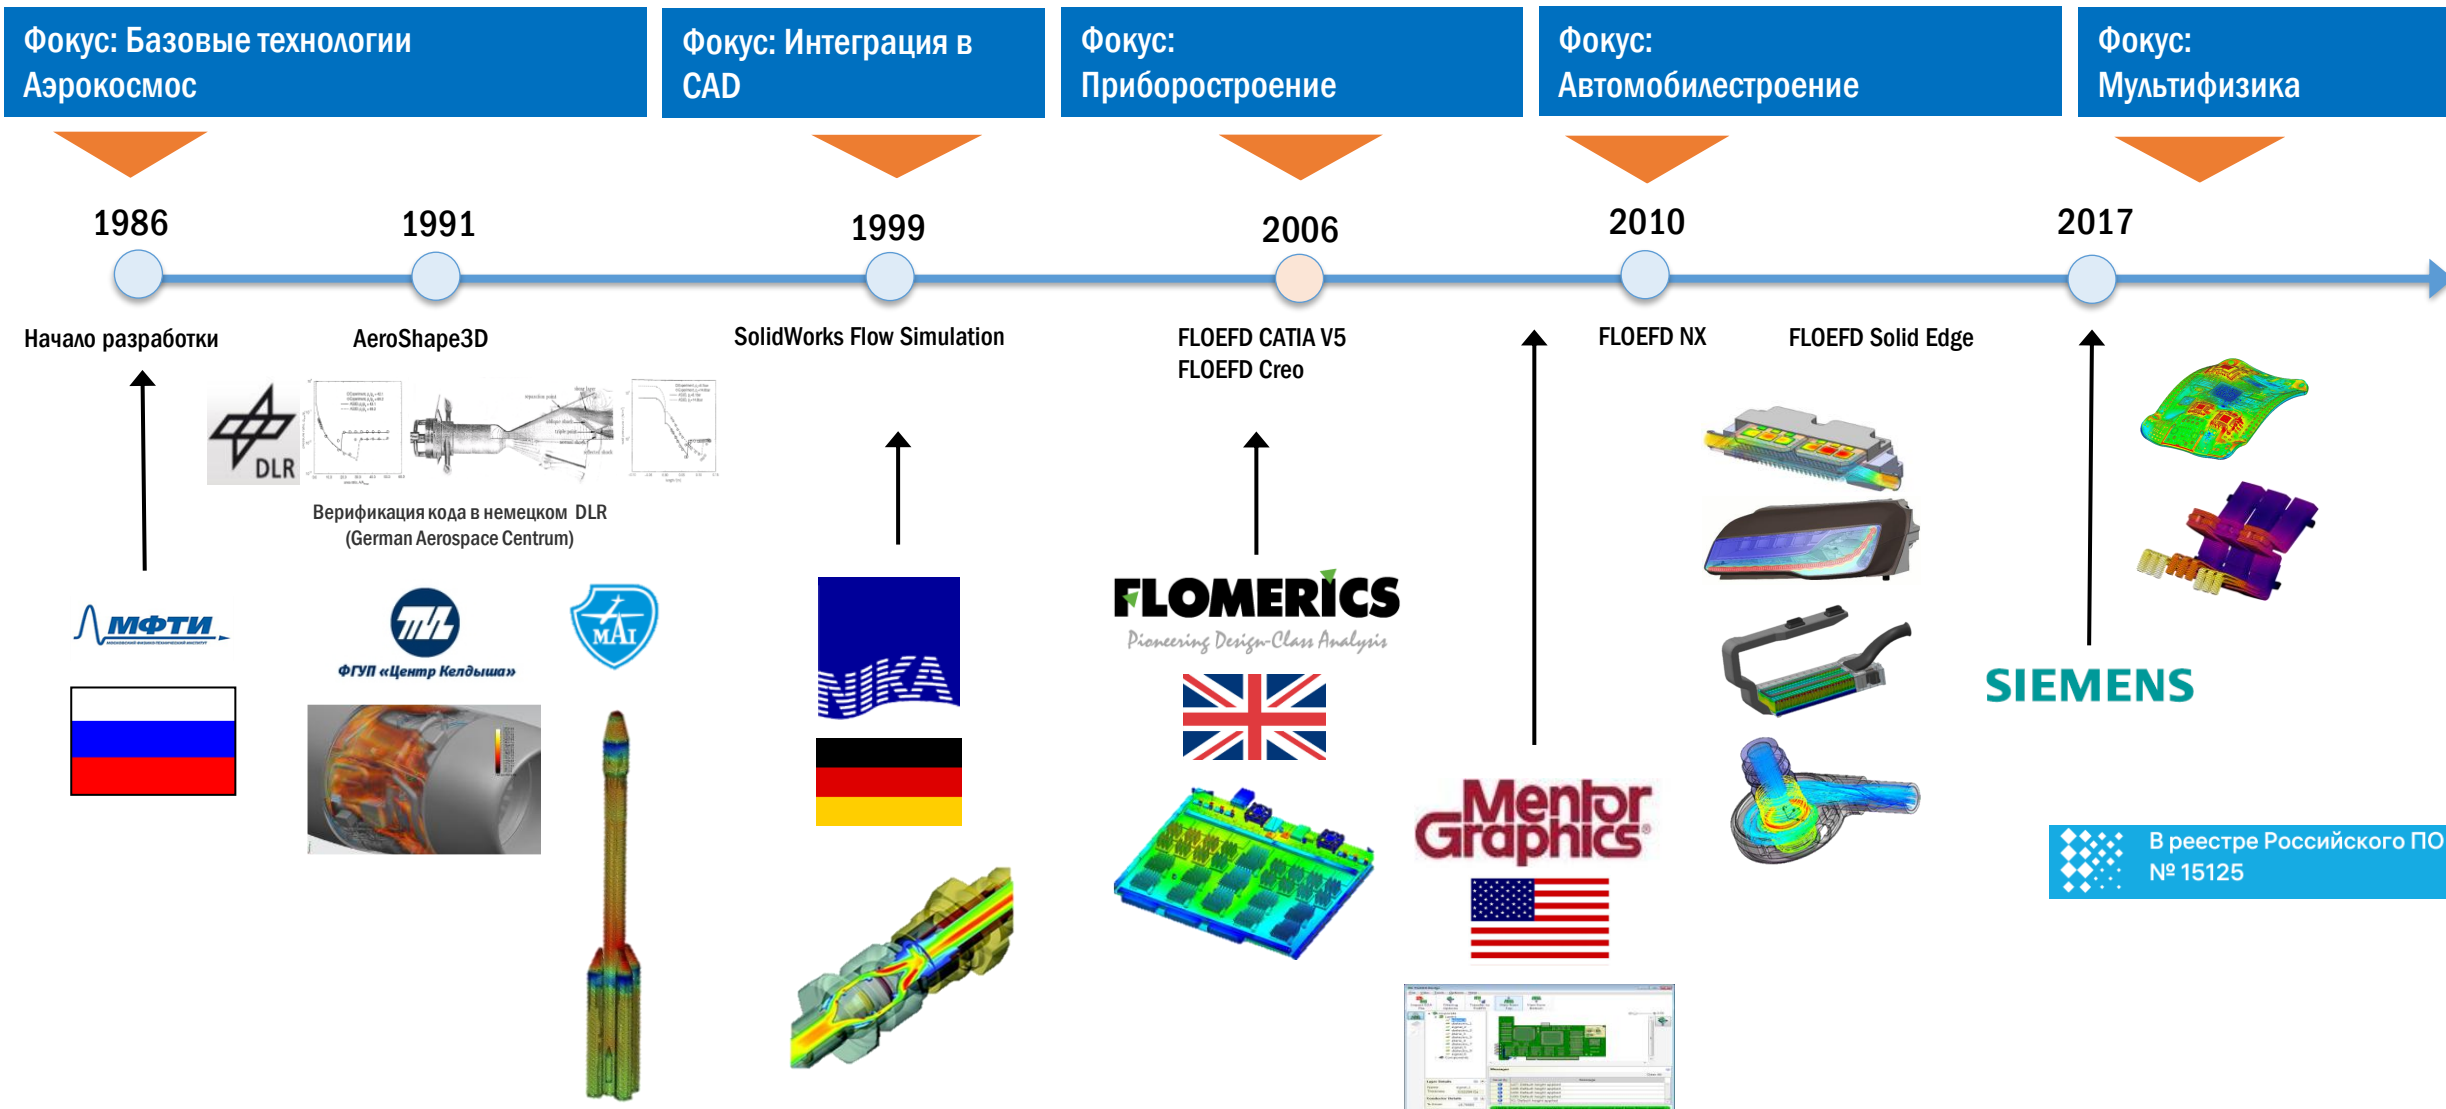 Фокус: Базовые технологии
Аэрокосмос
Фокус: Интеграция в
CAD
Фокус:
Приборостроение
Фокус:
Автомобилестроение
Фокус:
Мультифизика
1986
1991
1999
2006
2010
2017
Начало разработки
AeroShape3D
SolidWorks Flow Simulation
FLOEFD CATIA V5
FLOEFD Creo
FLOEFD NX
FLOEFD Solid Edge
DLR
Верификация кода в немецком DLR
(German Aerospace Centrum)
МФТИ
ФГУП «Центр Келдыша»
МАI
NIKA
FLOMERICS
Pioneering Design-Class Analysis
Mentor
Graphics®
SIEMENS
В реестре Российского ПО
№ 15125